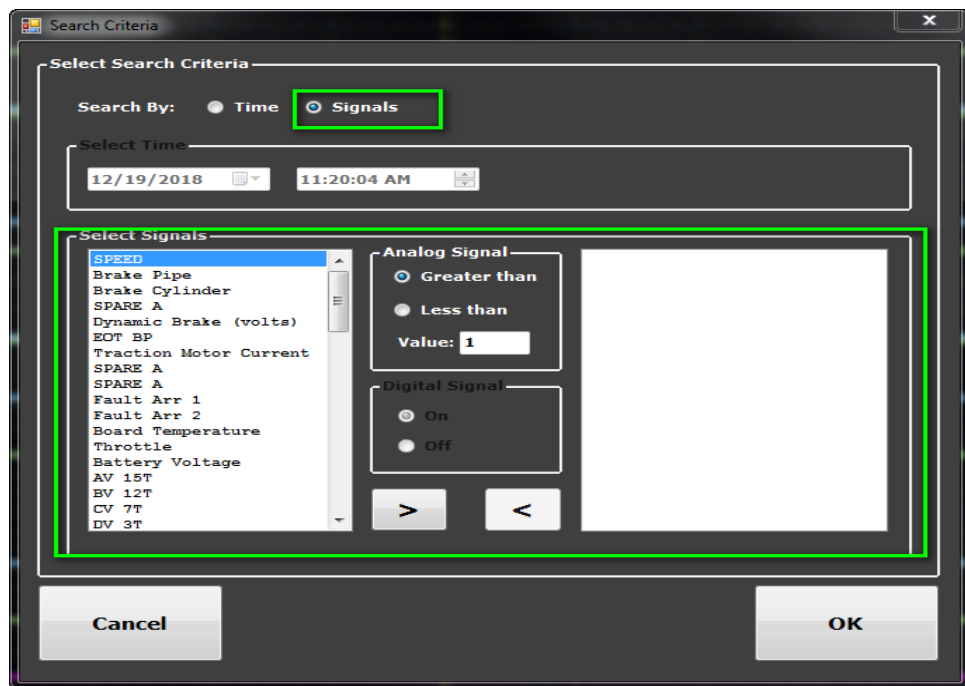 Search Criteria
x
Select Search Criteria
Search By: Time Signals
Select Time
12/19/2018 11:20:04 AM
Select Signals
SPEED
Brake Pipe
Brake Cylinder
SPARE A
Dynamic Brake (volts)
EOT BP
Traction Motor Current
SPARE A
SPARE A
Fault Arr 1
Fault Arr 2
Board Temperature
Throttle
Battery Voltage
AV 15T
BV 12T
CV 7T
DV 3T
Analog Signal
Greater than
Less than
Value: 1
Digital Signal
On
Off
> <
Cancel OK